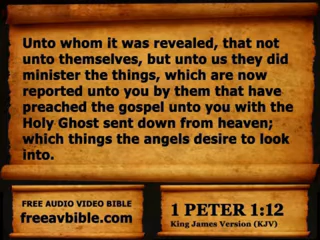 Unto whom it was revealed, that not
unto themselves, but unto us they did
minister the things, which are now
reported unto you by them that have
preached the gospel unto you with the
Holy Ghost sent down from heaven;
which things the angels desire to look
into.
FREE AUDIO VIDEO BIBLE
freeavbible.com
1 PETER 1:12
King James Version (KJV)